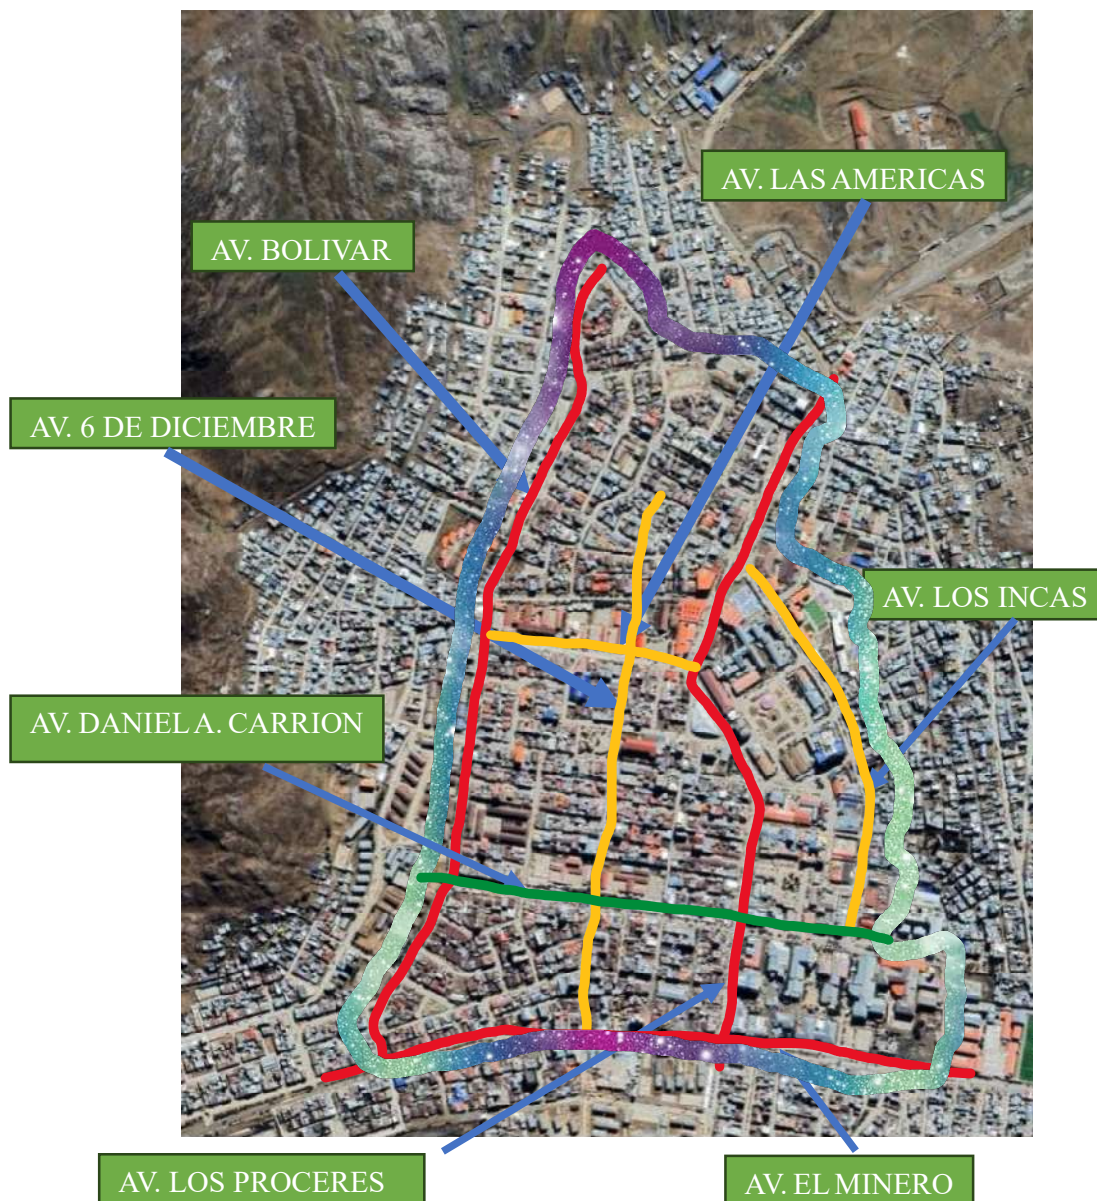 AV. LAS AMERICAS
AV. BOLIVAR
AV. 6 DE DICIEMBRE
AV. LOS INCAS
AV. DANIEL A. CARRION
AV. LOS PROCERES
AV. EL MINERO